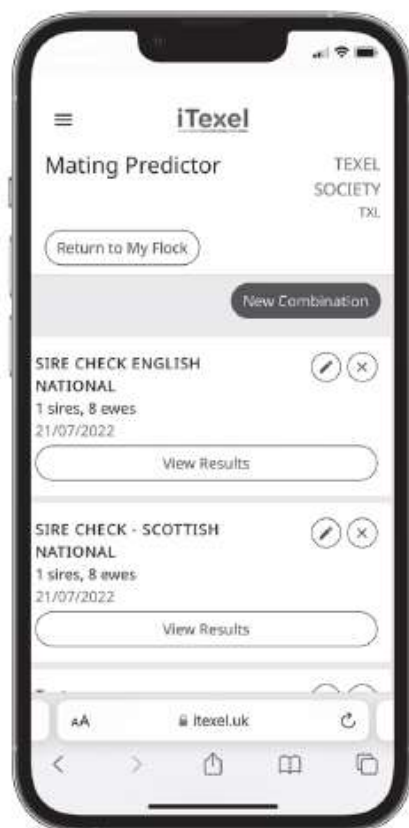 iTexel
Mating Predictor
TEXEL
SOCIETY
TXL
Return to My Flock
New Combination
SIRE CHECK ENGLISH
NATIONAL
1 sires, 8 ewes
21/07/2022
View Results
SIRE CHECK - SCOTTISH
NATIONAL
1 sires, 8 ewes
21/07/2022
View Results
AA
itexel.uk